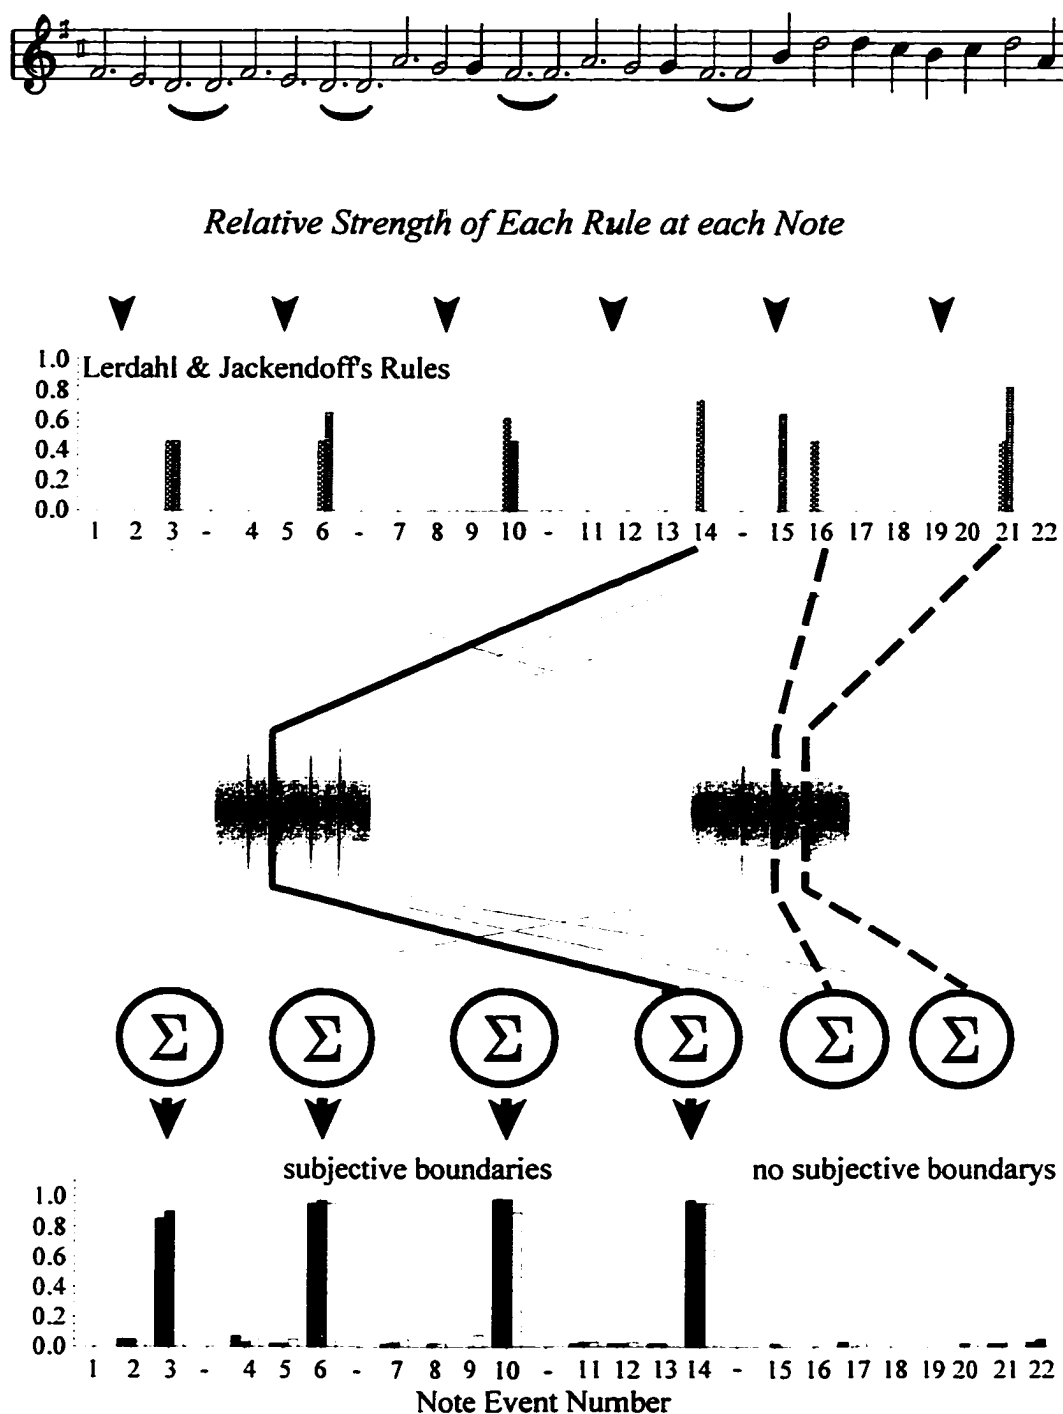 Relative Strength of Each Rule at each Note
Lerdahl & Jackendoff's Rules
1.0
0.8
0.6
0.4
0.2
0.0
1 2 3 - 4 5 6 - 7 8 9 10 - 11 12 13 14 - 15 16 17 18 19 20 21 22
Σ Σ Σ Σ Σ Σ
subjective boundaries no subjective boundarys
1.0
0.8
0.6
0.4
0.2
0.0
1 2 3 - 4 5 6 - 7 8 9 10 - 11 12 13 14 - 15 16 17 18 19 20 21 22
Note Event Number